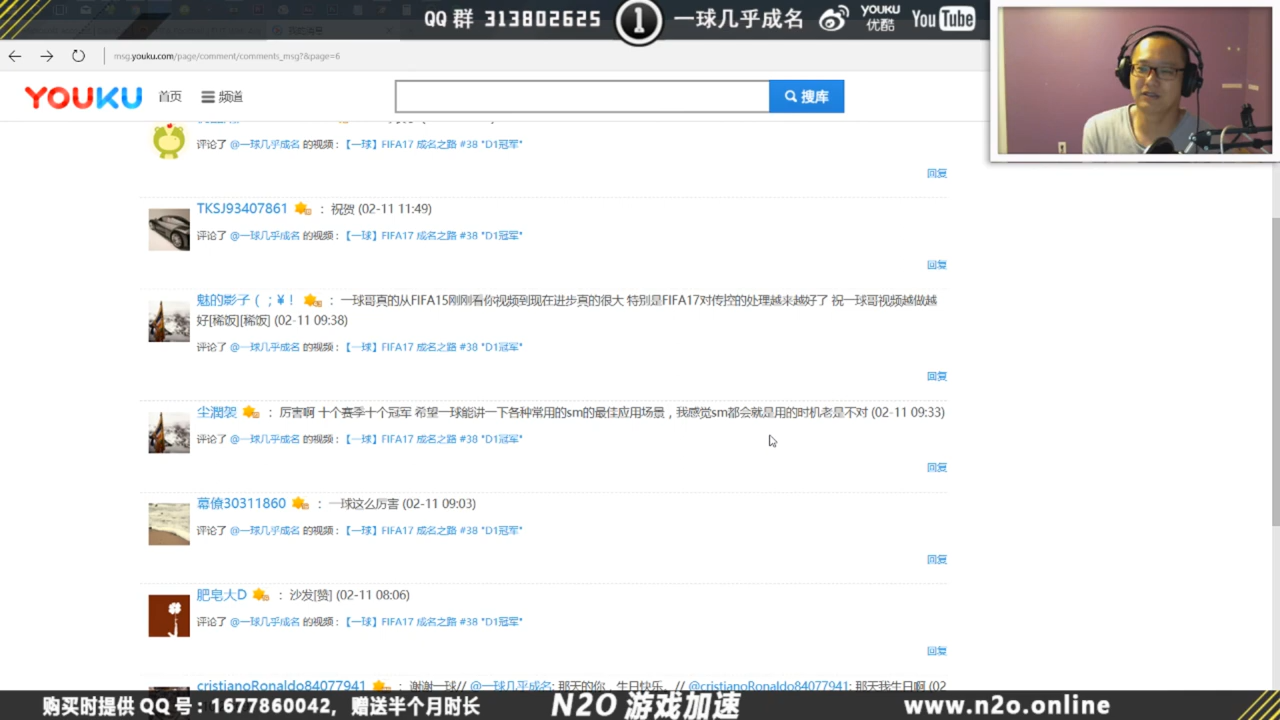 QQ 群 313802625 1 一球几乎成名 YOUKU 优酷 YouTube
msg.youku.com/page/comment/comments_msg?&page=6
YOUKU 首页 频道 搜库
评论了 @一球几乎成名 的视频 : 【一球】FIFA17 成名之路 #38 "D1冠军"
回复
TKSJ93407861 : 祝贺 (02-11 11:49)
评论了 @一球几乎成名 的视频 : 【一球】FIFA17 成名之路 #38 "D1冠军"
回复
魅的影子（；¥！ : 一球哥真的从FIFA15刚刚看你视频到现在进步真的很大 特别是FIFA17对传控的处理越来越好了 祝一球哥视频越做越
好[稀饭][稀饭] (02-11 09:38)
评论了 @一球几乎成名 的视频 : 【一球】FIFA17 成名之路 #38 "D1冠军"
回复
尘潤袈 : 厉害啊 十个赛季十个冠军 希望一球能讲一下各种常用的sm的最佳应用场景，我感觉sm都会就是用的时机老是不对 (02-11 09:33)
评论了 @一球几乎成名 的视频 : 【一球】FIFA17 成名之路 #38 "D1冠军"
回复
幕僚30311860 : 一球这么厉害 (02-11 09:03)
评论了 @一球几乎成名 的视频 : 【一球】FIFA17 成名之路 #38 "D1冠军"
回复
肥皂大D : 沙发[赞] (02-11 08:06)
评论了 @一球几乎成名 的视频 : 【一球】FIFA17 成名之路 #38 "D1冠军"
回复
cristianoRonaldo84077941 : 谢谢一球// @一球几乎成名: 那天的你，生日快乐。// @cristianoRonaldo84077941: 那天我生日啊 (02
购买时提供 QQ 号：1677860042，赠送半个月时长 N2O 游戏加速 www.n2o.online